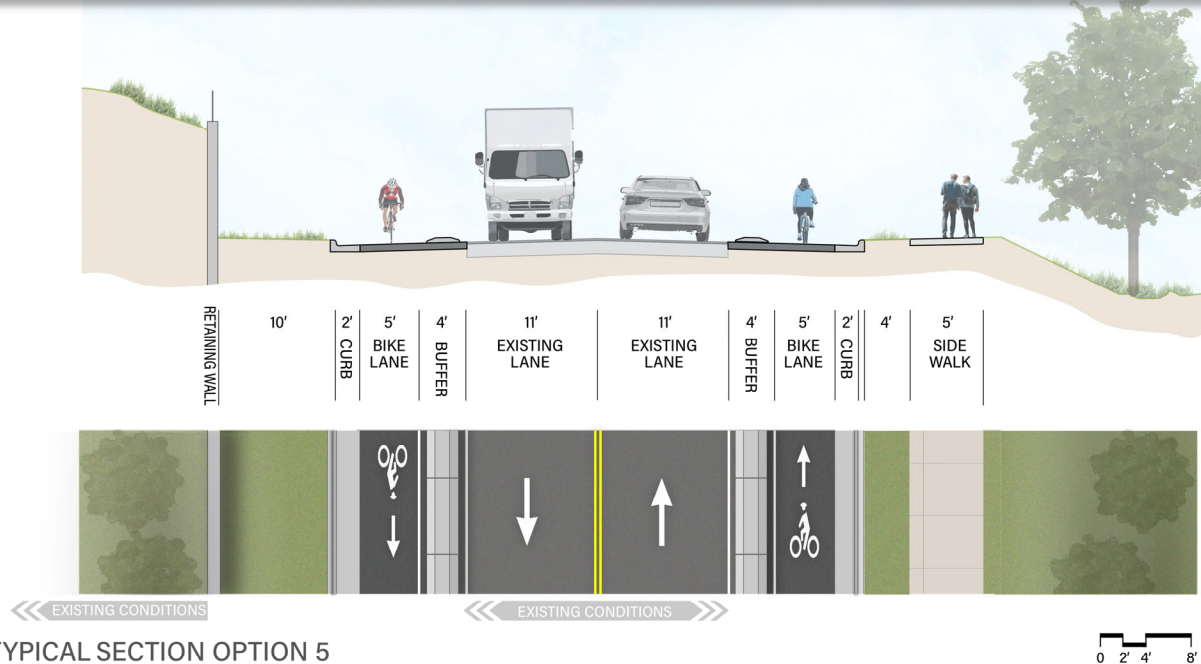 RETAINING WALL
10'
2'
CURB
5'
BIKE
LANE
4'
BUFFER
11'
EXISTING
LANE
11'
EXISTING
LANE
4'
BUFFER
5'
BIKE
LANE
2'
CURB
4'
5'
SIDE
WALK
EXISTING CONDITIONS
EXISTING CONDITIONS
TYPICAL SECTION OPTION 5
0 2' 4' 8'